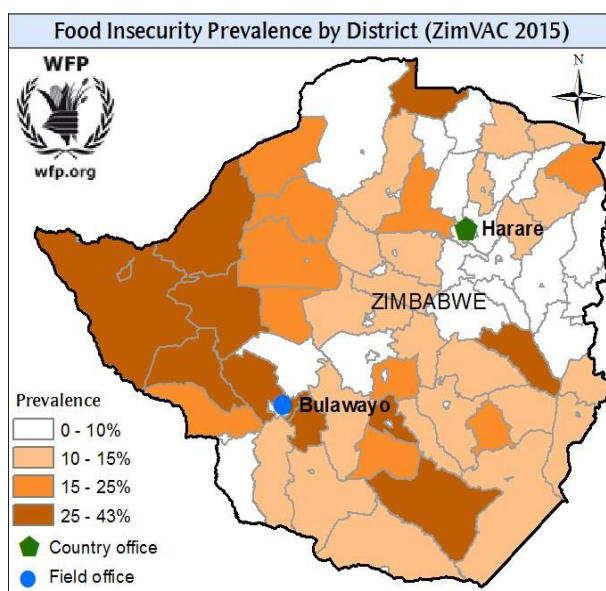 Food Insecurity Prevalence by District (ZimVAC 2015)
WFP
wfp.org
N
Harare
ZIMBABWE
Bulawayo
Prevalence
0 - 10%
10 - 15%
15 - 25%
25 - 43%
Country office
Field office